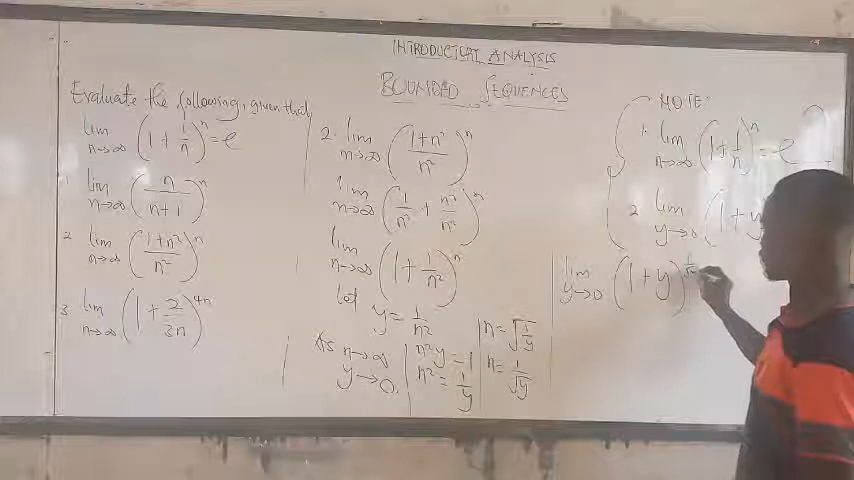 INTRODUCTORY ANALYSIS
BOUNDED SEQUENCES
Evaluate the following, given that
lim n→∞ (1 + 1/n)^n = e
1. lim n→∞ (n/(n+1))^n
2. lim n→∞ ((1+n²)/n²)^n
3. lim n→∞ (1 + 2/3n)^4n
2. lim n→∞ ((1+n²)/n²)^n
lim n→∞ (1/n² + n²/n²)^n
lim n→∞ (1 + 1/n²)^n
let y = 1/n²
As n→∞
y→0.
n²y = 1
n² = 1/y
n = √(1/y)
n = 1/√y
NOTE:
1. lim n→∞ (1 + 1/n)^n = e
2. lim y→0 (1 + y
lim y→0 (1 + y)